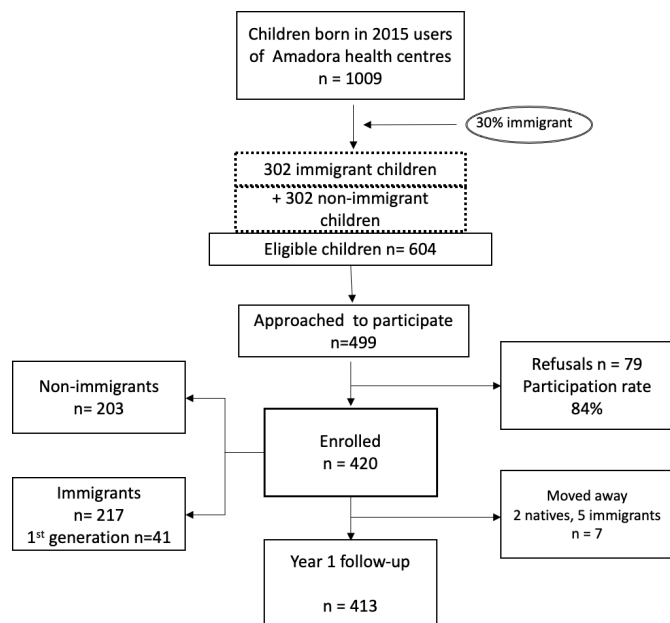 Children born in 2015 users
of Amadora health centres
n = 1009
30% immigrant
302 immigrant children
+ 302 non-immigrant
children
Eligible children n= 604
Approached to participate
n=499
Refusals n = 79
Participation rate
84%
Non-immigrants
n= 203
Enrolled
n = 420
Immigrants
n= 217
1st generation n=41
Moved away
2 natives, 5 immigrants
n = 7
Year 1 follow-up
n = 413